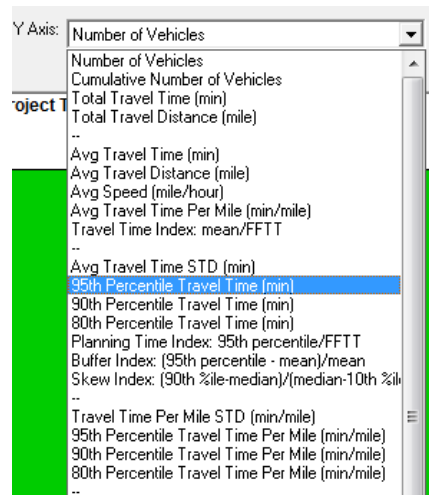 Y Axis: Number of Vehicles
Number of Vehicles
Cumulative Number of Vehicles
Total Travel Time (min)
Total Travel Distance (mile)
--
Avg Travel Time (min)
Avg Travel Distance (mile)
Avg Speed (mile/hour)
Avg Travel Time Per Mile (min/mile)
Travel Time Index: mean/FFTT
--
Avg Travel Time STD (min)
95th Percentile Travel Time (min)
90th Percentile Travel Time (min)
80th Percentile Travel Time (min)
Planning Time Index: 95th percentile/FFTT
Buffer Index: (95th percentile - mean)/mean
Skew Index: (90th %ile-median)/(median-10th %il
--
Travel Time Per Mile STD (min/mile)
95th Percentile Travel Time Per Mile (min/mile)
90th Percentile Travel Time Per Mile (min/mile)
80th Percentile Travel Time Per Mile (min/mile)
--
oject T